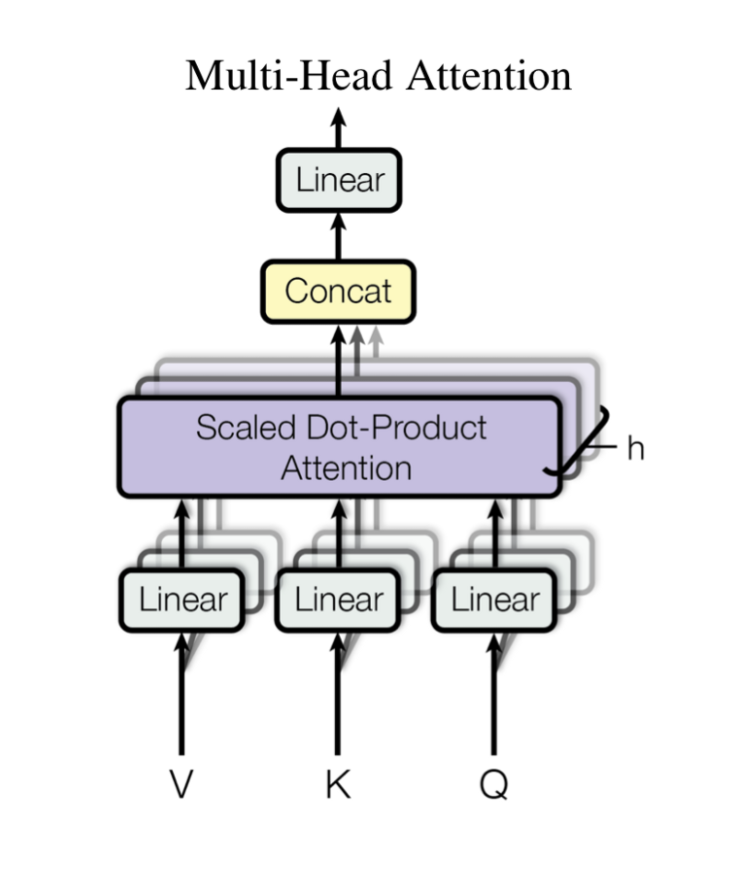 Multi-Head Attention
Linear
Concat
Scaled Dot-Product
Attention
h
Linear Linear Linear
V K Q